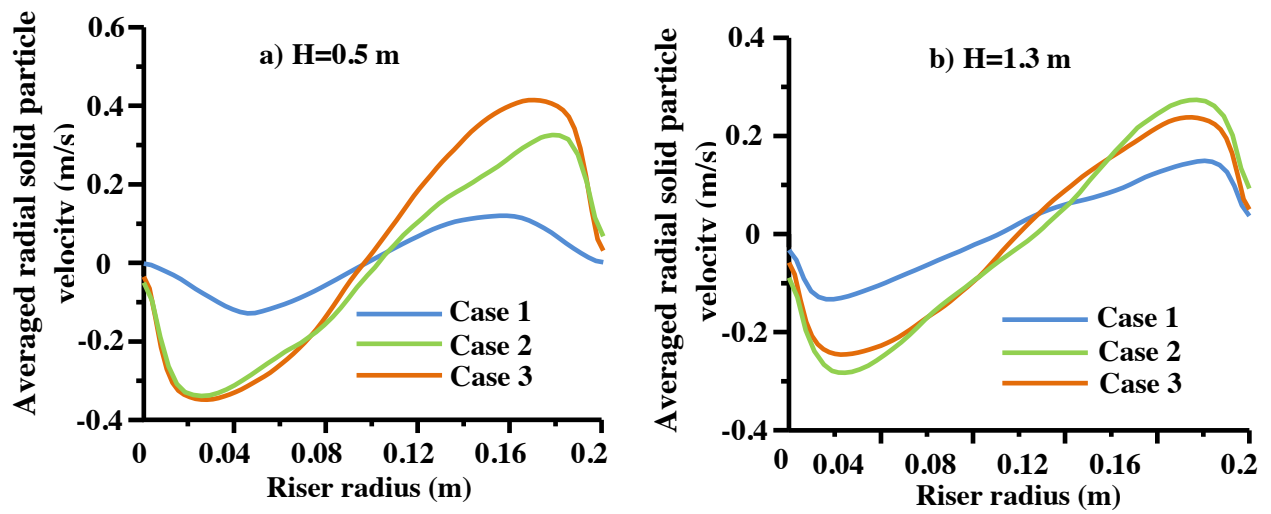 a) H=0.5 m
Averaged radial solid particle
velocity (m/s)
0.6
0.4
0.2
0
-0.2
-0.4
Case 1
Case 2
Case 3
0 0.04 0.08 0.12 0.16 0.2
Riser radius (m)
b) H=1.3 m
Averaged radial solid particle
velocity (m/s)
0.4
0.2
0
-0.2
-0.4
Case 1
Case 2
Case 3
0 0.04 0.08 0.12 0.16 0.2
Riser radius (m)